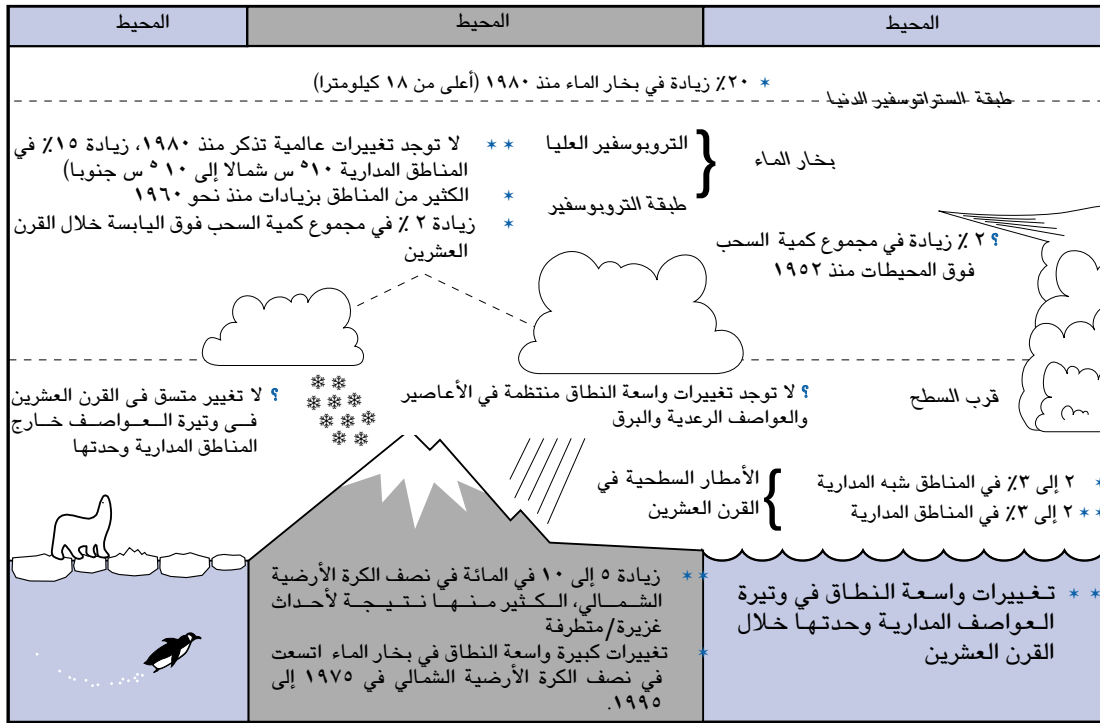 المحيط
المحيط
المحيط
* ٢٠٪ زيادة في بخار الماء منذ ١٩٨٠ (أعلى من ١٨ كيلومترا)
طبقة الستراتوسفير الدنيا
بخار الماء
التروبوسفير العليا
طبقة التروبوسفير
** لا توجد تغييرات عالمية تذكر منذ ١٩٨٠، زيادة ١٥٪ في
المناطق المدارية ١٠° س شمالا إلى ١٠° س جنوبا)
* الكثير من المناطق بزيادات منذ نحو ١٩٦٠
* زيادة ٢ ٪ في مجموع كمية السحب فوق اليابسة خلال القرن
العشرين
؟ ٢ ٪ زيادة في مجموع كمية السحب
فوق المحيطات منذ ١٩٥٢
قرب السطح
؟ لا توجد تغييرات واسعة النطاق منتظمة في الأعاصير
والعواصف الرعدية والبرق
؟ لا تغيير متسق فى القرن العشرين
فـى وتيرة العواصف خارج
المناطق المدارية وحدتها
الأمطار السطحية في
القرن العشرين
* ٢ إلى ٣٪ في المناطق شبه المدارية
** ٢ إلى ٣٪ في المناطق المدارية
** تغييرات واسعة النطاق في وتيرة
العواصف المدارية وحدتها خلال
القرن العشرين
** زيادة ٥ إلى ١٠ في المائة في نصف الكرة الأرضية
الشمالي، الكثير منها نتيجة لأحداث
غزيرة/متطرفة
* تغييرات كبيرة واسعة النطاق في بخار الماء اتسعت
في نصف الكرة الأرضية الشمالي في ١٩٧٥ إلى
١٩٩٥.